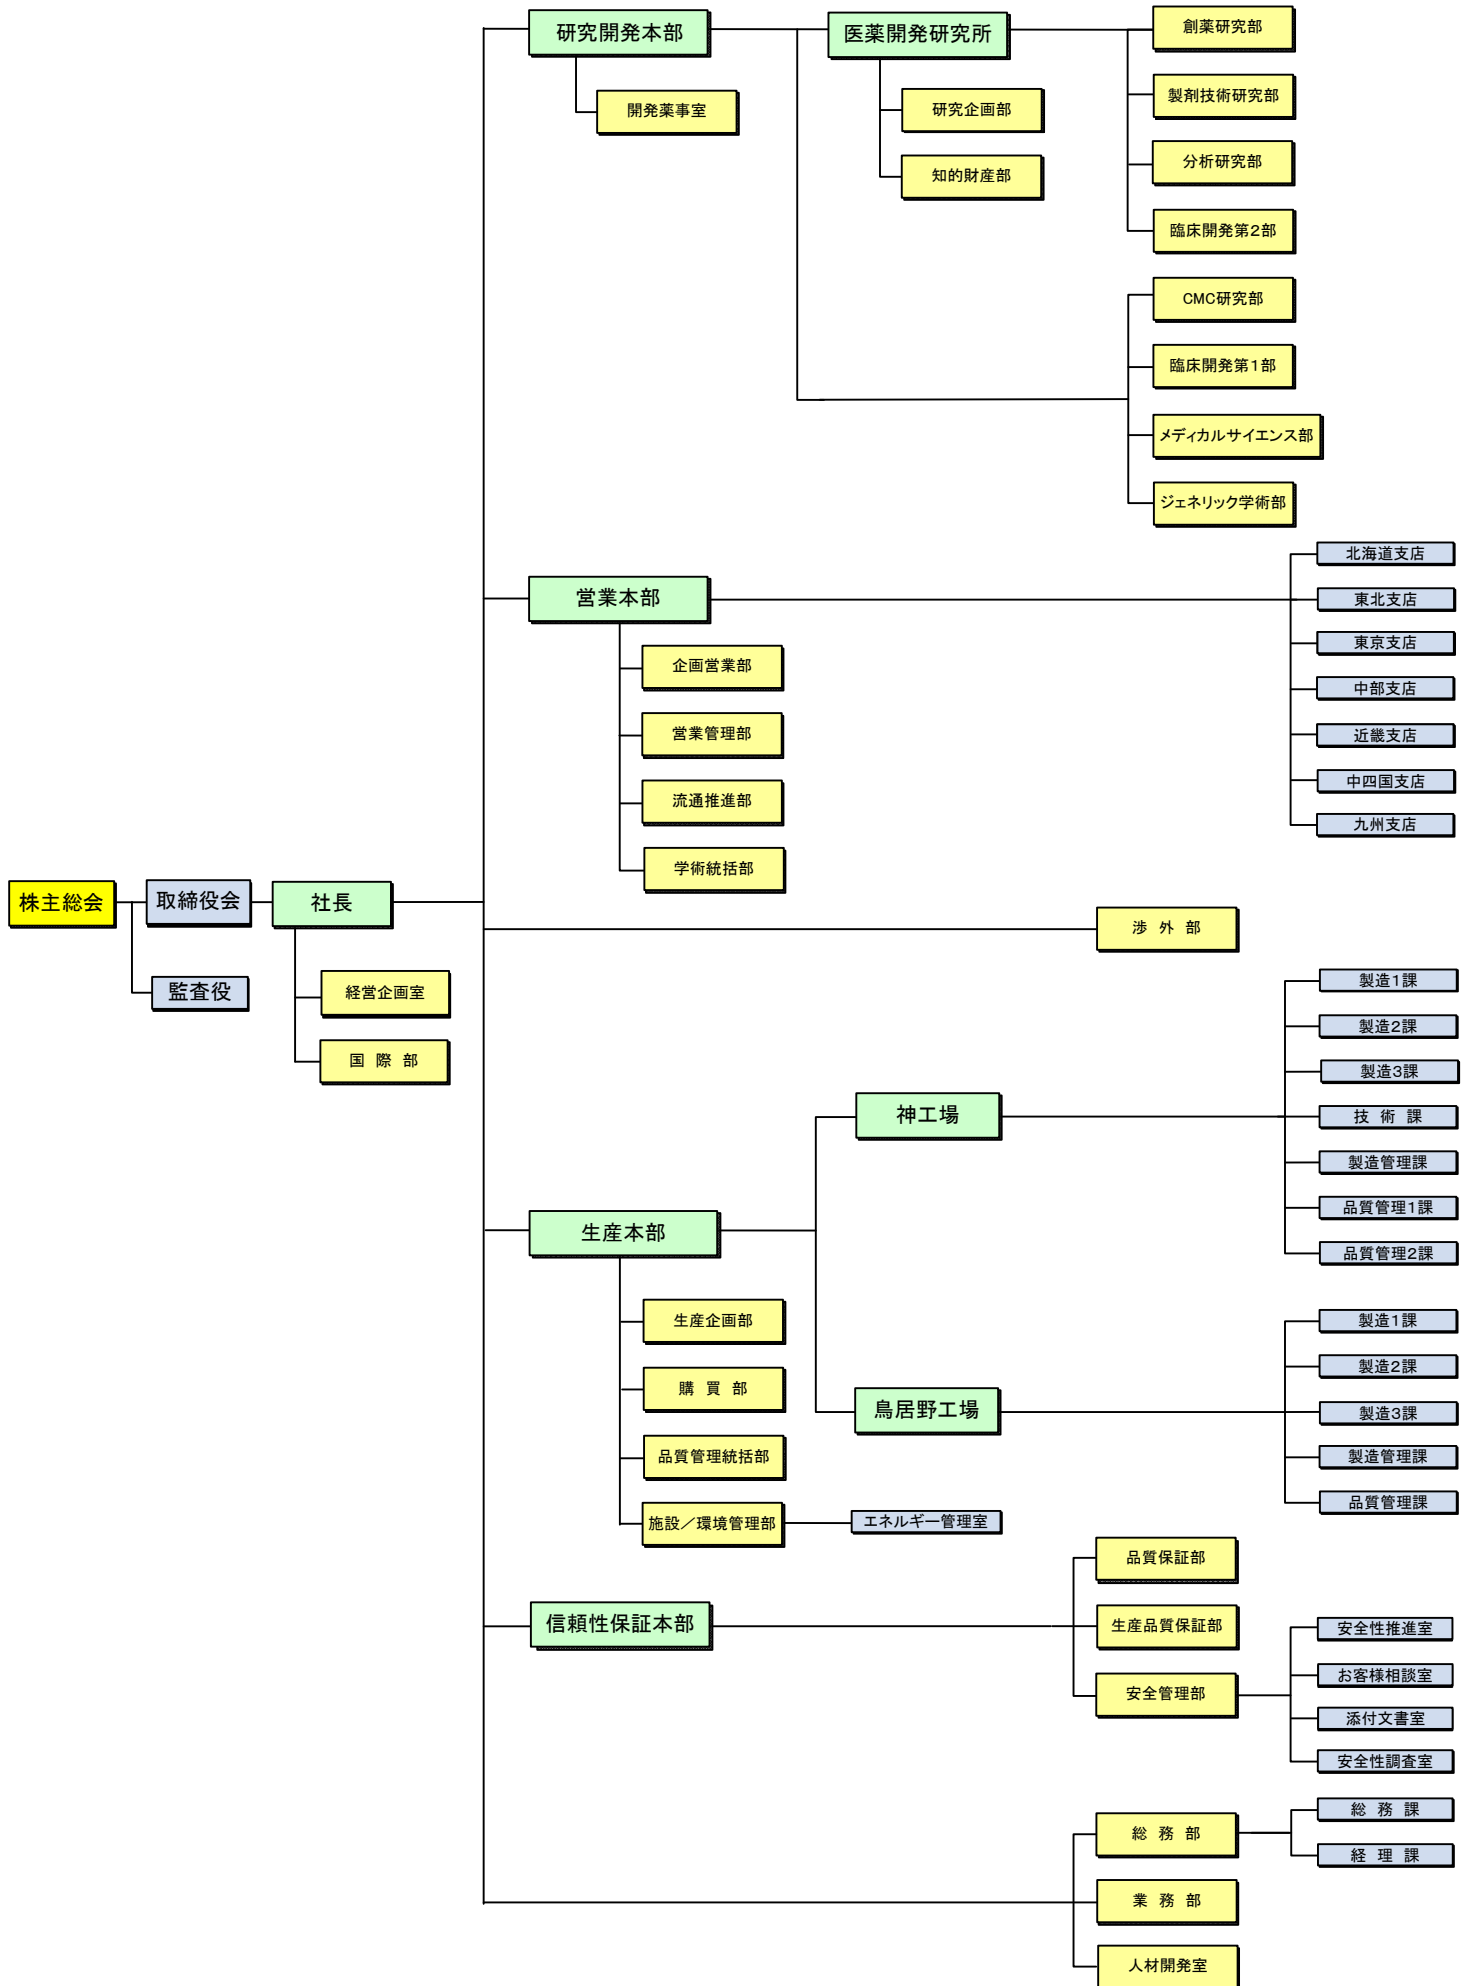 研究開発本部
開発薬事室
医薬開発研究所
研究企画部
知的財産部
創薬研究部
製剤技術研究部
分析研究部
臨床開発第2部
CMC研究部
臨床開発第1部
メディカルサイエンス部
ジェネリック学術部
営業本部
企画営業部
営業管理部
流通推進部
学術統括部
北海道支店
東北支店
東京支店
中部支店
近畿支店
中四国支店
九州支店
株主総会
取締役会
監査役
社長
経営企画室
国 際 部
渉 外 部
生産本部
生産企画部
購 買 部
品質管理統括部
施設／環境管理部
エネルギー管理室
神工場
製造1課
製造2課
製造3課
技 術 課
製造管理課
品質管理1課
品質管理2課
鳥居野工場
製造1課
製造2課
製造3課
製造管理課
品質管理課
信頼性保証本部
品質保証部
生産品質保証部
安全管理部
安全性推進室
お客様相談室
添付文書室
安全性調査室
総 務 部
総 務 課
経 理 課
業 務 部
人材開発室